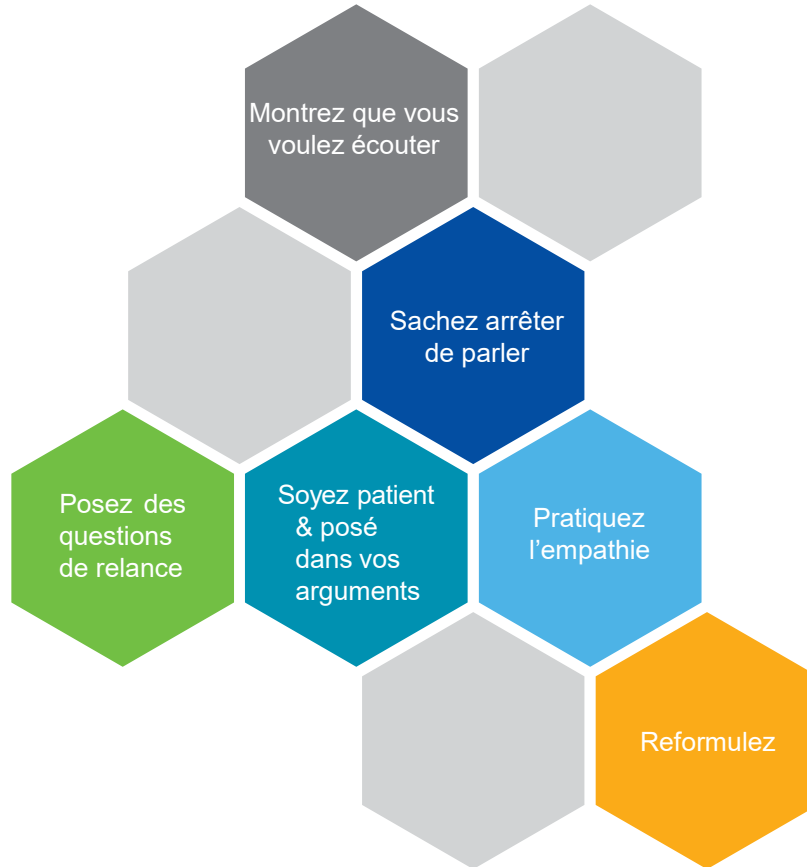 Montrez que vous
voulez écouter
Sachez arrêter
de parler
Posez des
questions
de relance
Soyez patient
& posé
dans vos
arguments
Pratiquez
l’empathie
Reformulez